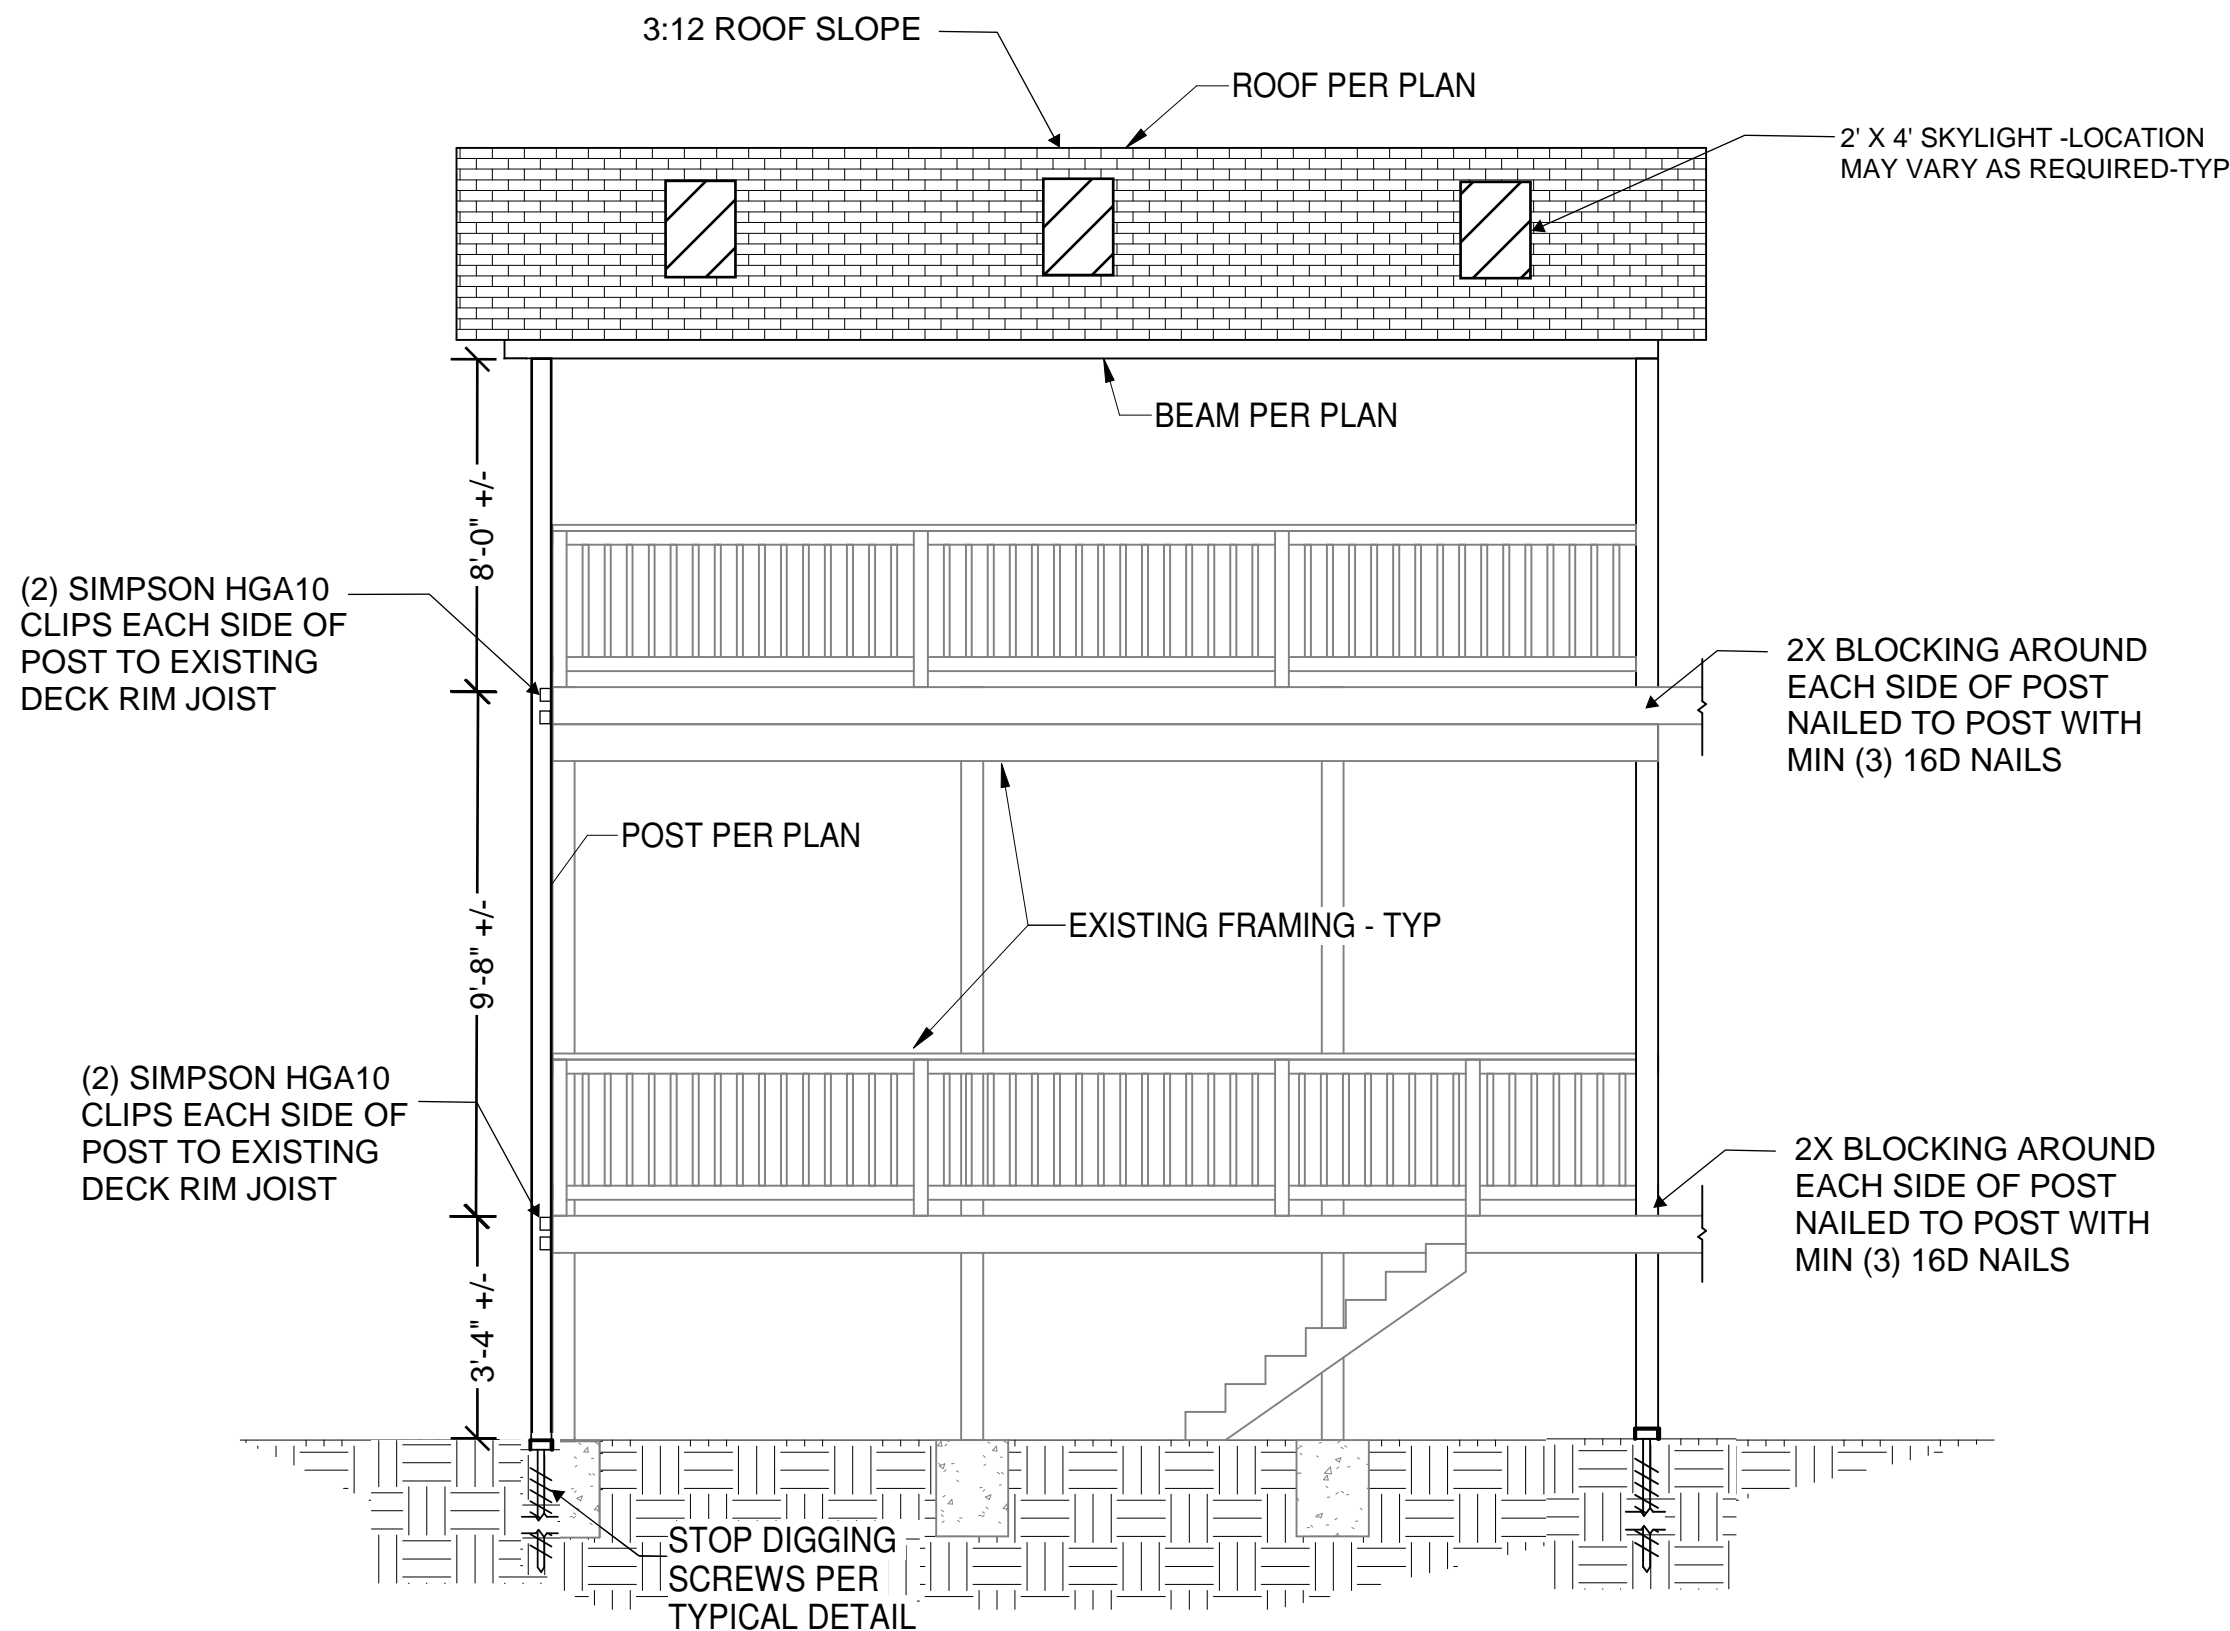 3:12 ROOF SLOPE
ROOF PER PLAN
2' X 4' SKYLIGHT -LOCATION
MAY VARY AS REQUIRED-TYP
BEAM PER PLAN
8'-0" +/-
(2) SIMPSON HGA10
CLIPS EACH SIDE OF
POST TO EXISTING
DECK RIM JOIST
2X BLOCKING AROUND
EACH SIDE OF POST
NAILED TO POST WITH
MIN (3) 16D NAILS
POST PER PLAN
EXISTING FRAMING - TYP
9'-8" +/-
(2) SIMPSON HGA10
CLIPS EACH SIDE OF
POST TO EXISTING
DECK RIM JOIST
2X BLOCKING AROUND
EACH SIDE OF POST
NAILED TO POST WITH
MIN (3) 16D NAILS
3'-4" +/-
STOP DIGGING
SCREWS PER
TYPICAL DETAIL